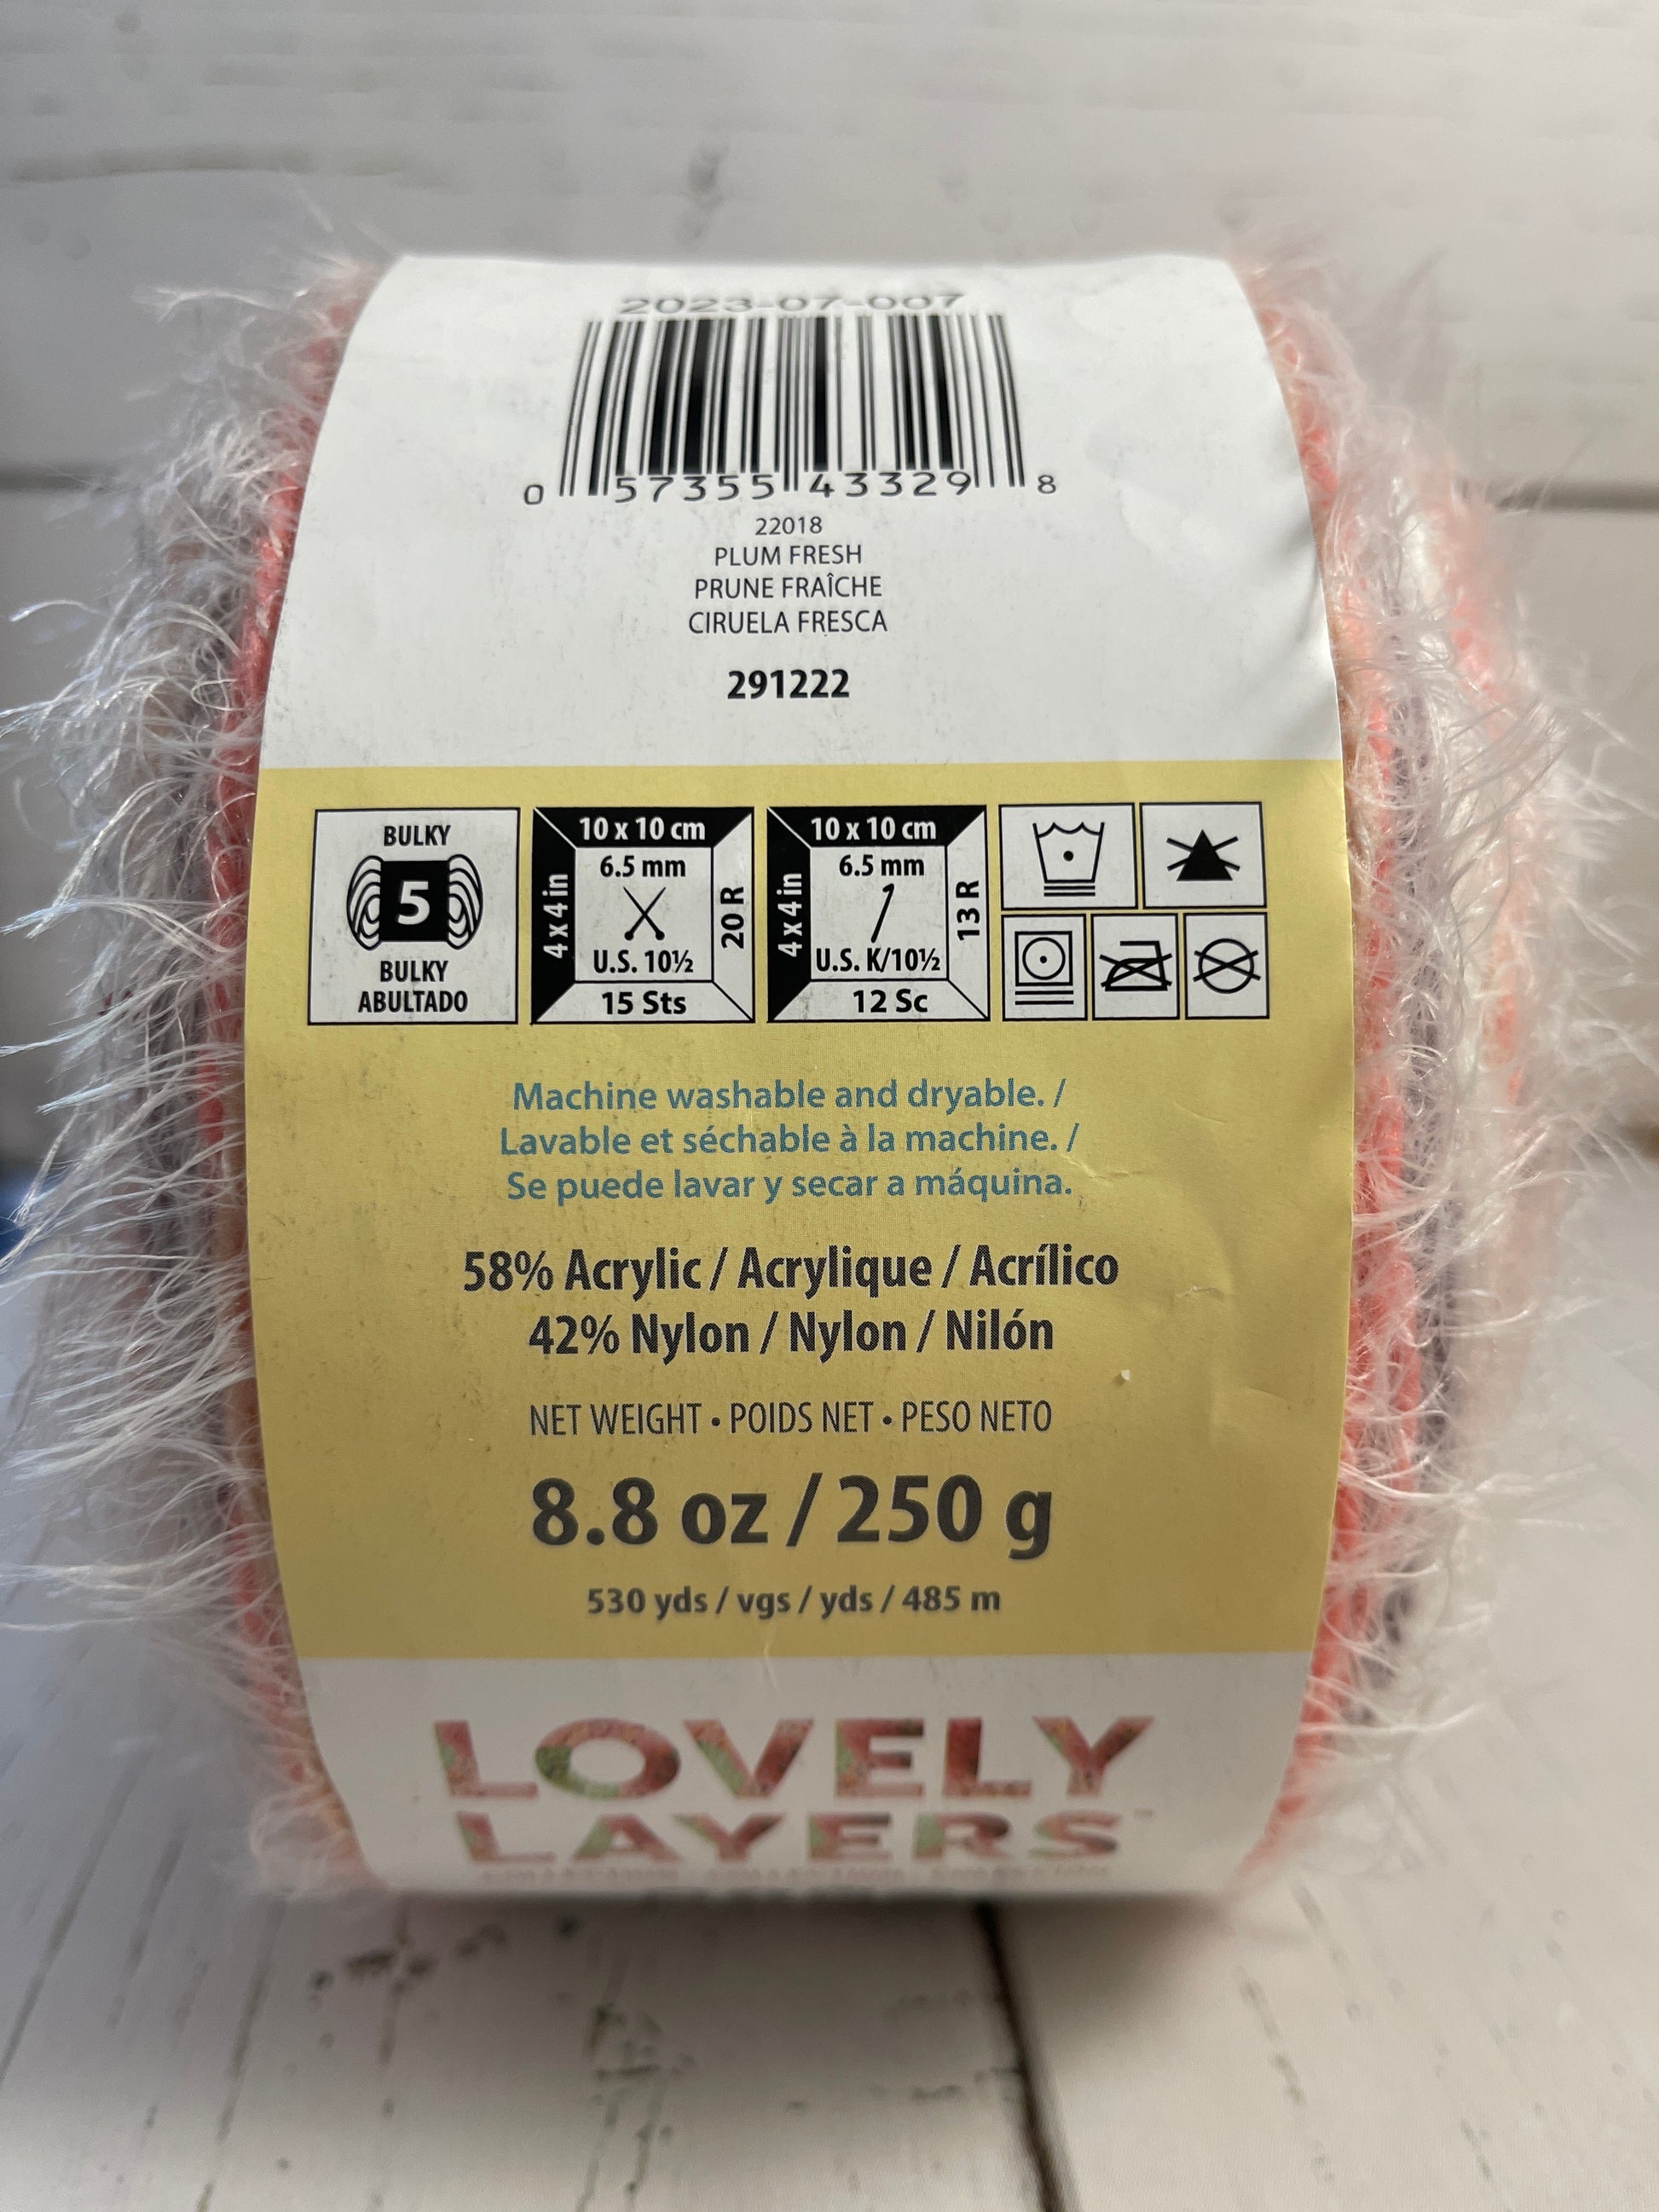 2023-07-007
0 57355 43329 8
22018
PLUM FRESH
PRUNE FRAÎCHE
CIRUELA FRESCA
291222
BULKY
5
BULKY
ABULTADO
10 x 10 cm
4 x 4 in
6.5 mm
20 R
U.S. 10½
15 Sts
10 x 10 cm
4 x 4 in
6.5 mm
13 R
U.S. K/10½
12 Sc
Machine washable and dryable. /
Lavable et séchable à la machine. /
Se puede lavar y secar a máquina.
58% Acrylic / Acrylique / Acrílico
42% Nylon / Nylon / Nilón
NET WEIGHT • POIDS NET • PESO NETO
8.8 oz / 250 g
530 yds / vgs / yds / 485 m
LOVELY
LAYERS™